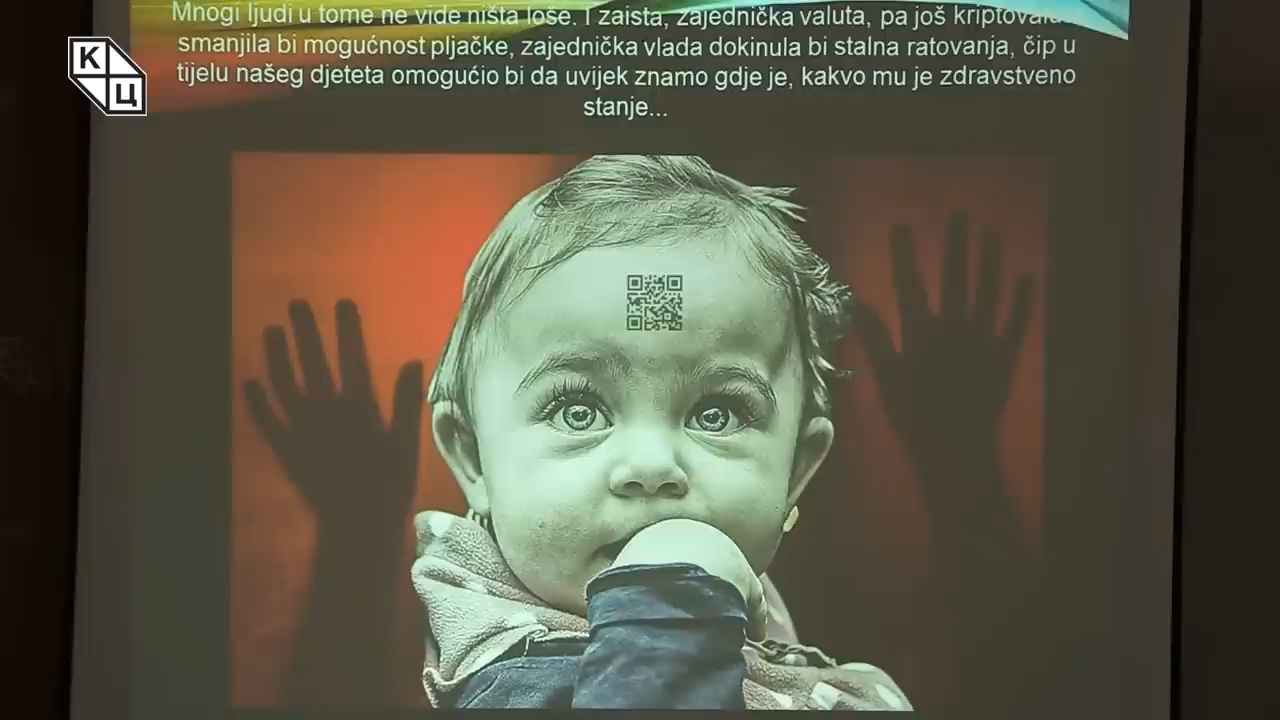 Mnogi ljudi u tome ne vide ništa loše. I zaista, zajednička valuta, pa još
smanjila bi mogućnost pljačke, zajednička vlada dokinula bi stalna ratovanja, čip u
tijelu našeg djeteta omogućio bi da uvijek znamo gdje je, kakvo mu je zdravstveno
stanje...
К
Ц